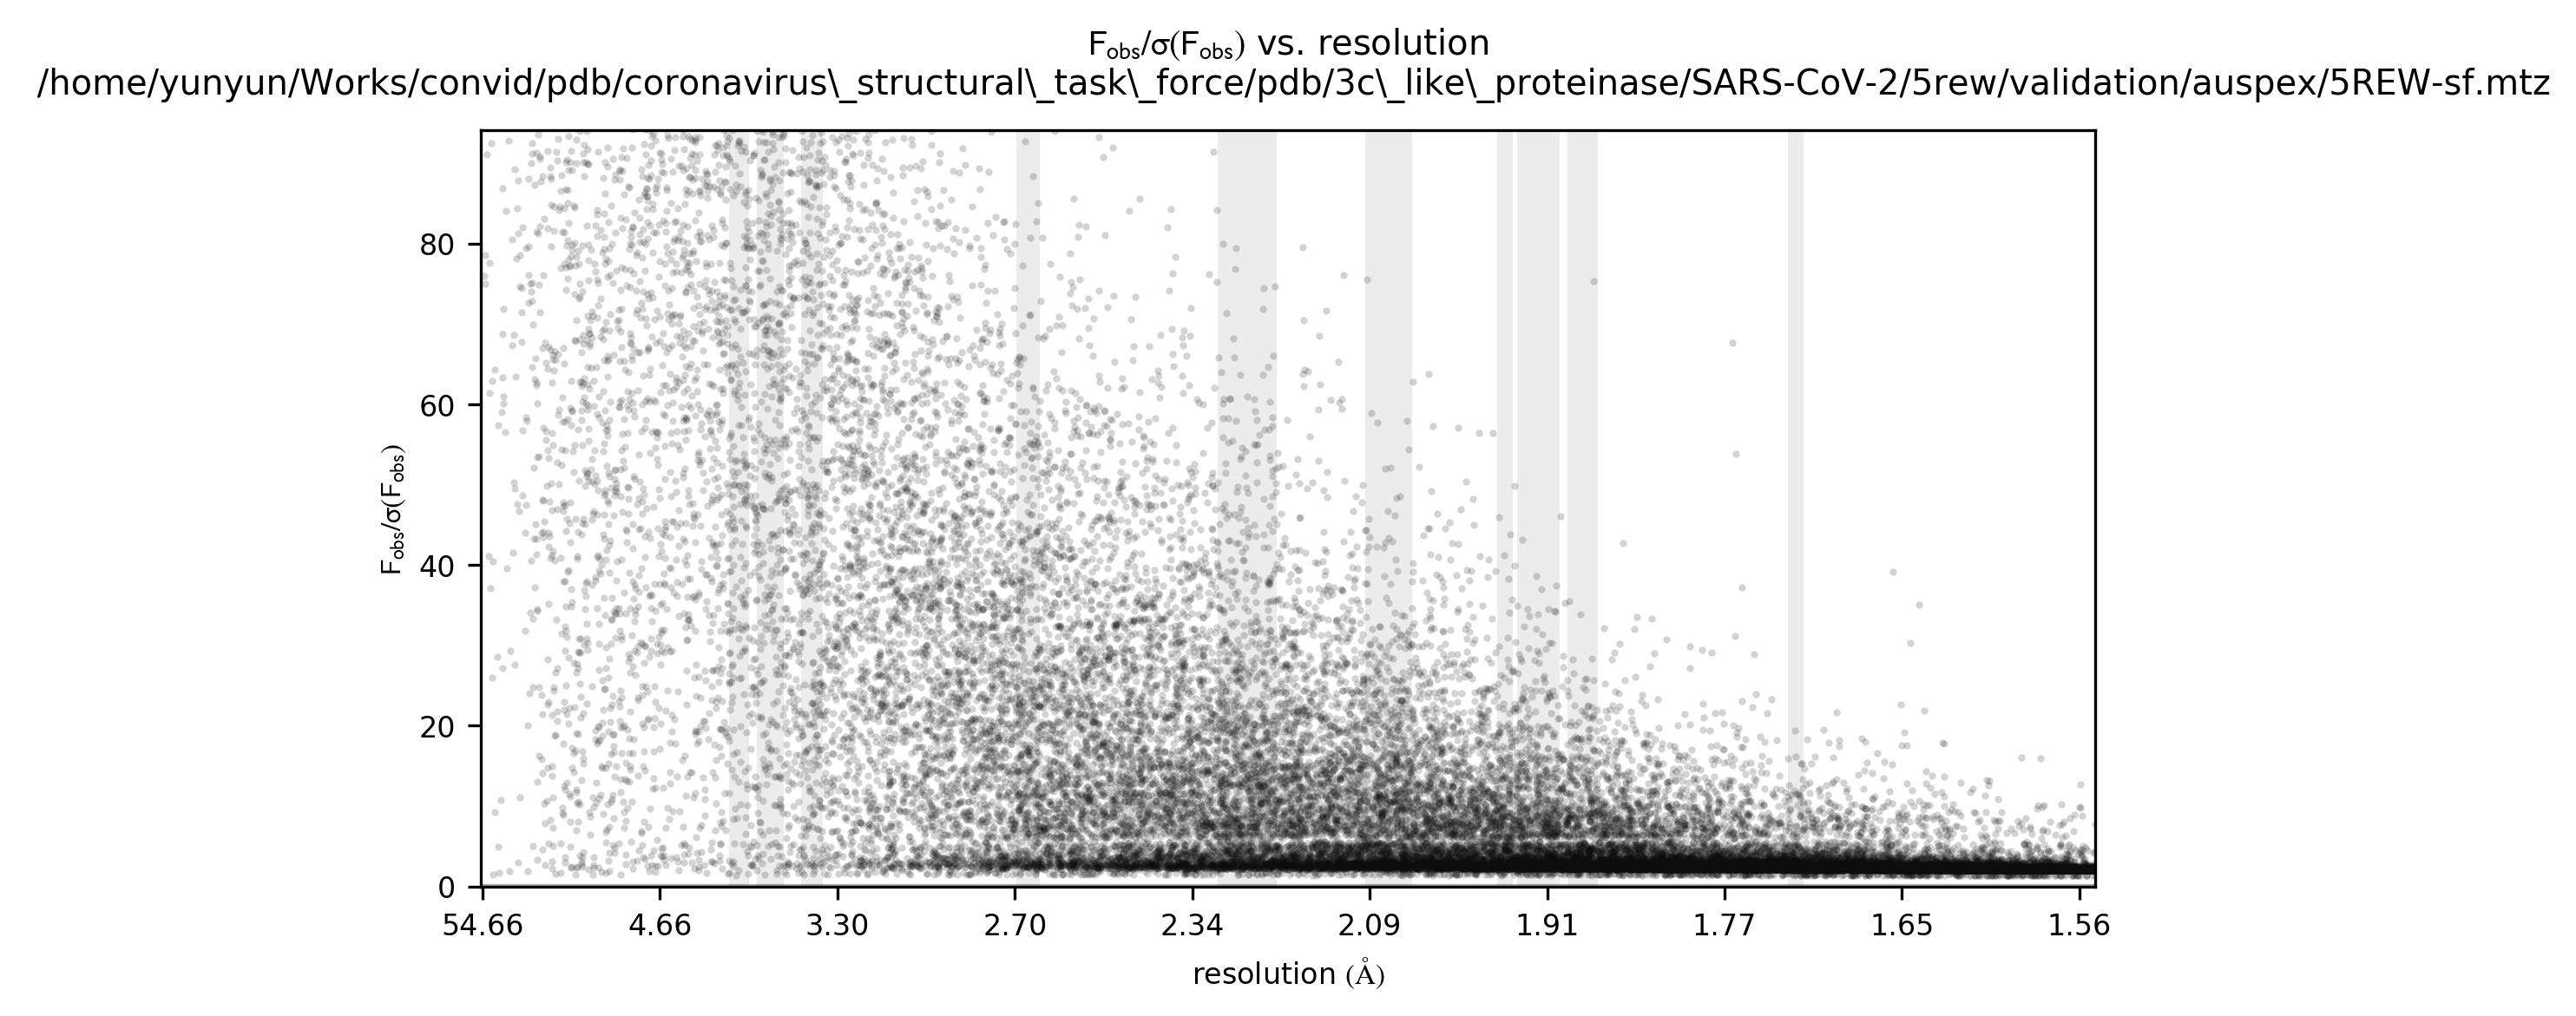 Fobs/σ(Fobs) vs. resolution
/home/yunyun/Works/convid/pdb/coronavirus\_structural\_task\_force/pdb/3c\_like\_proteinase/SARS-CoV-2/5rew/validation/auspex/5REW-sf.mtz
Fobs/σ(Fobs)
80
60
40
20
0
54.66 4.66 3.30 2.70 2.34 2.09 1.91 1.77 1.65 1.56
resolution (Å)